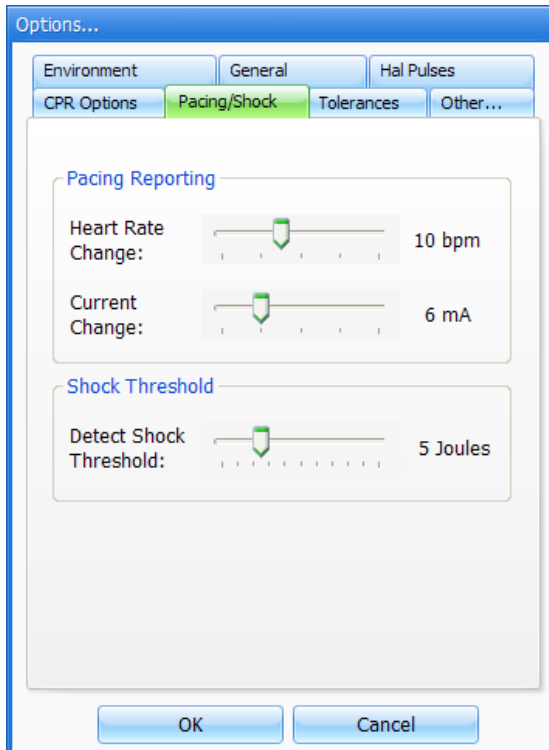 Options...
Environment
General
Hal Pulses
CPR Options
Pacing/Shock
Tolerances
Other...
Pacing Reporting
Heart Rate
Change:
10 bpm
Current
Change:
6 mA
Shock Threshold
Detect Shock
Threshold:
5 Joules
OK
Cancel